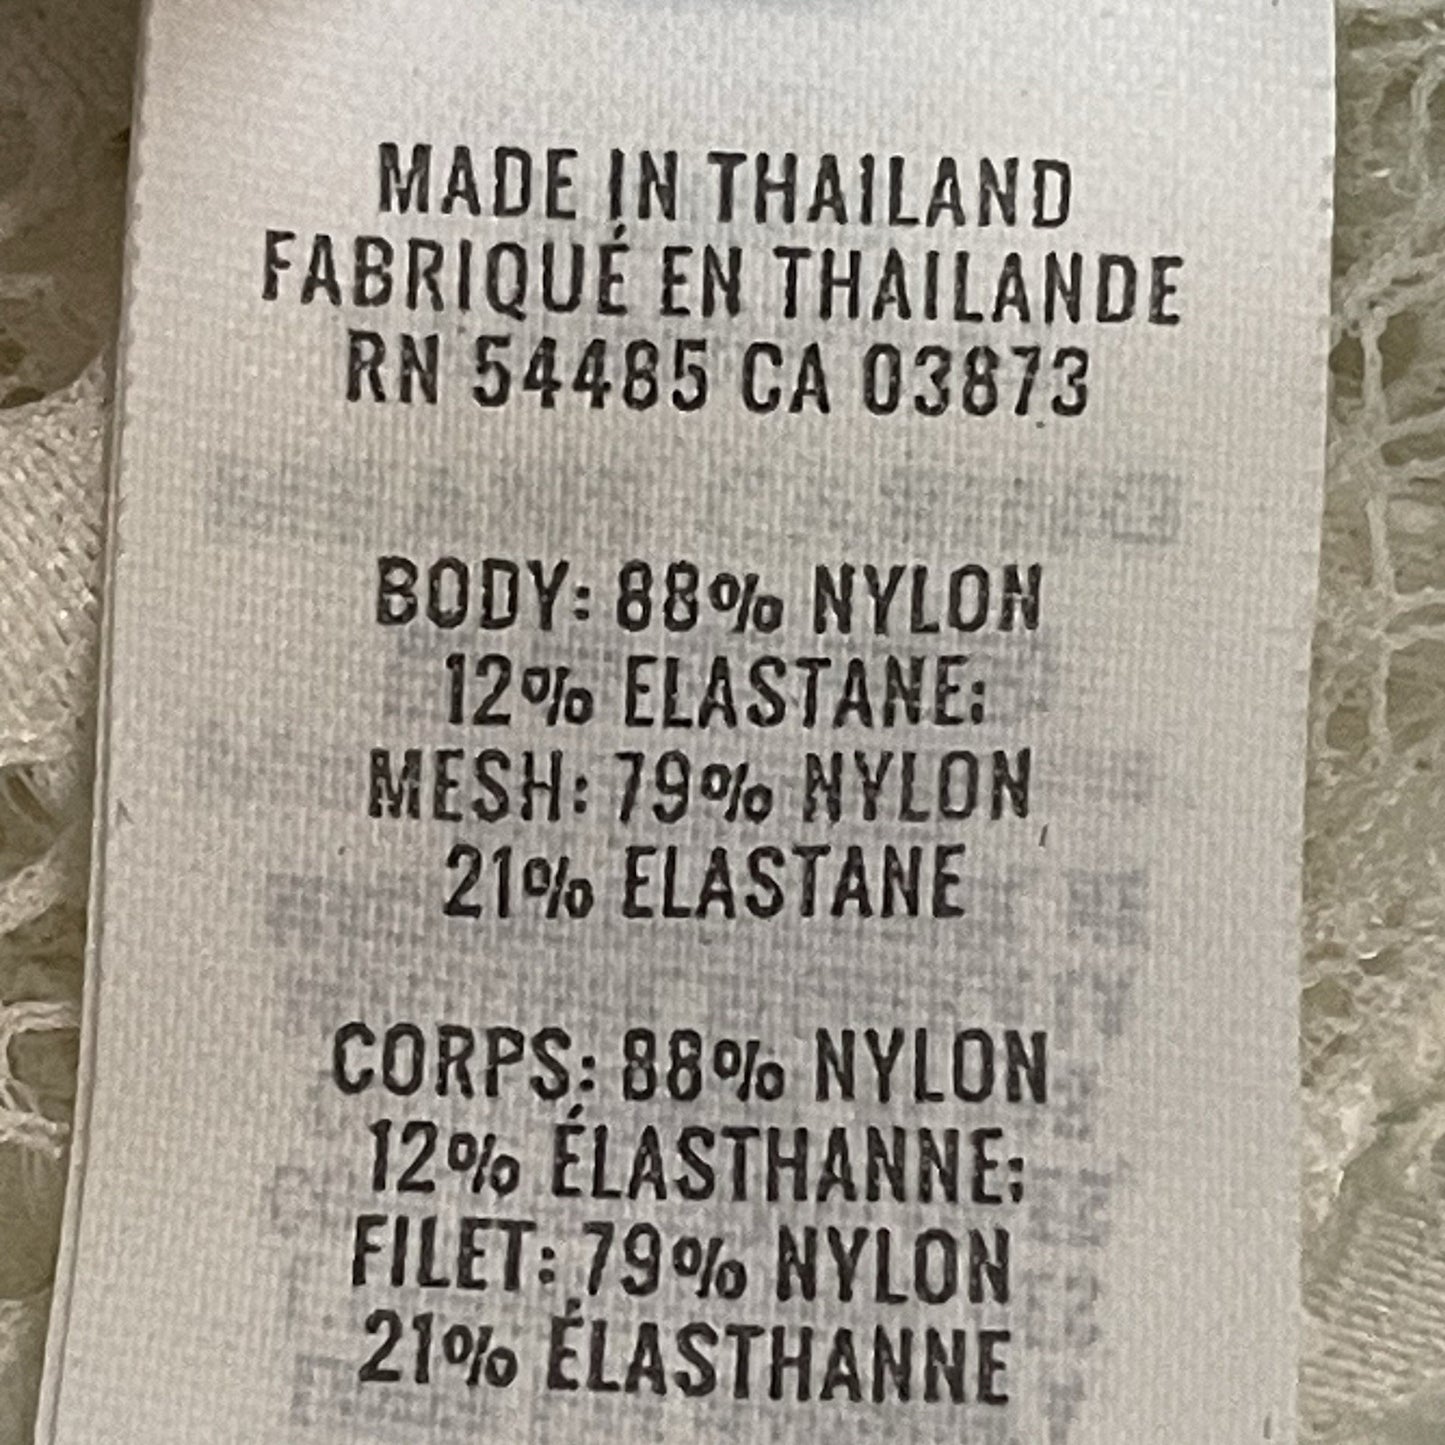 MADE IN THAILAND
FABRIQUÉ EN THAILANDE
RN 54485 CA 03873
BODY: 88% NYLON
12% ELASTANE:
MESH: 79% NYLON
21% ELASTANE
CORPS: 88% NYLON
12% ÉLASTHANNE;
FILET: 79% NYLON
21% ÉLASTHANNE